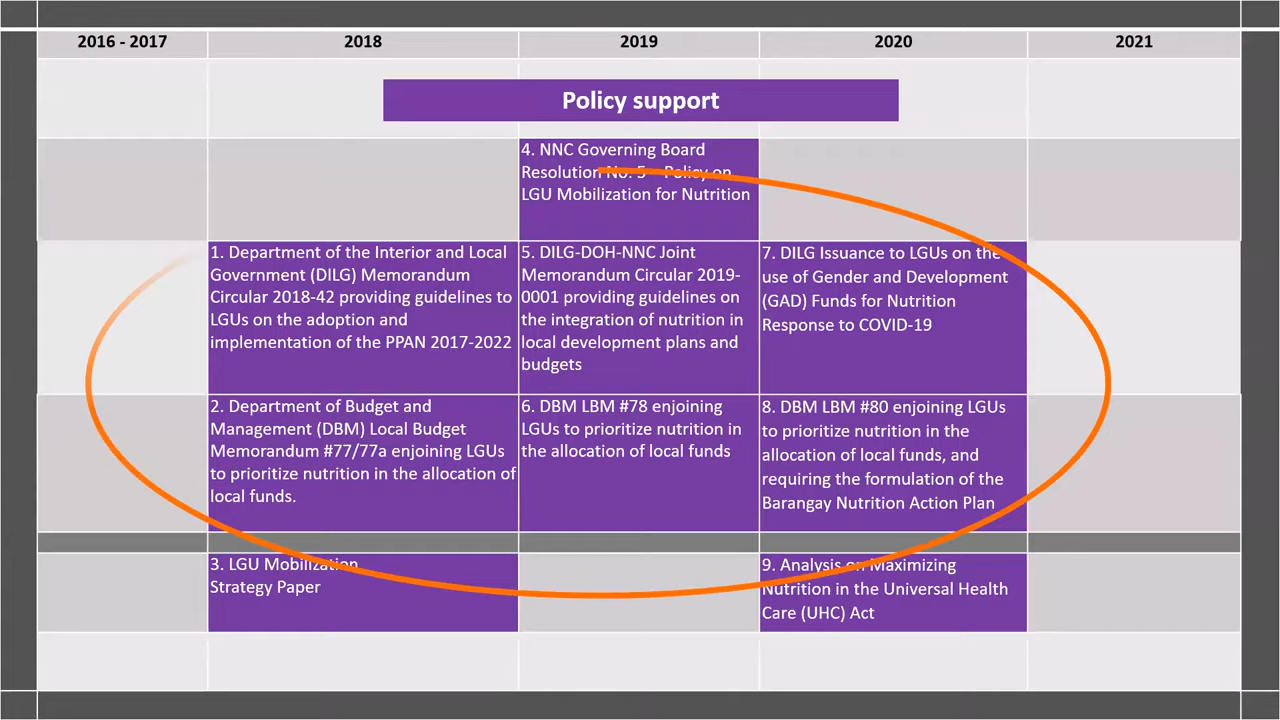 2016 - 2017
2018
2019
2020
2021
Policy support
4. NNC Governing Board
Resolution No. 5 – Policy on
LGU Mobilization for Nutrition
1. Department of the Interior and Local
Government (DILG) Memorandum
Circular 2018-42 providing guidelines to
LGUs on the adoption and
implementation of the PPAN 2017-2022
5. DILG-DOH-NNC Joint
Memorandum Circular 2019-
0001 providing guidelines on
the integration of nutrition in
local development plans and
budgets
7. DILG Issuance to LGUs on the
use of Gender and Development
(GAD) Funds for Nutrition
Response to COVID-19
2. Department of Budget and
Management (DBM) Local Budget
Memorandum #77/77a enjoining LGUs
to prioritize nutrition in the allocation of
local funds.
6. DBM LBM #78 enjoining
LGUs to prioritize nutrition in
the allocation of local funds
8. DBM LBM #80 enjoining LGUs
to prioritize nutrition in the
allocation of local funds, and
requiring the formulation of the
Barangay Nutrition Action Plan
3. LGU Mobilization
Strategy Paper
9. Analysis on Maximizing
Nutrition in the Universal Health
Care (UHC) Act